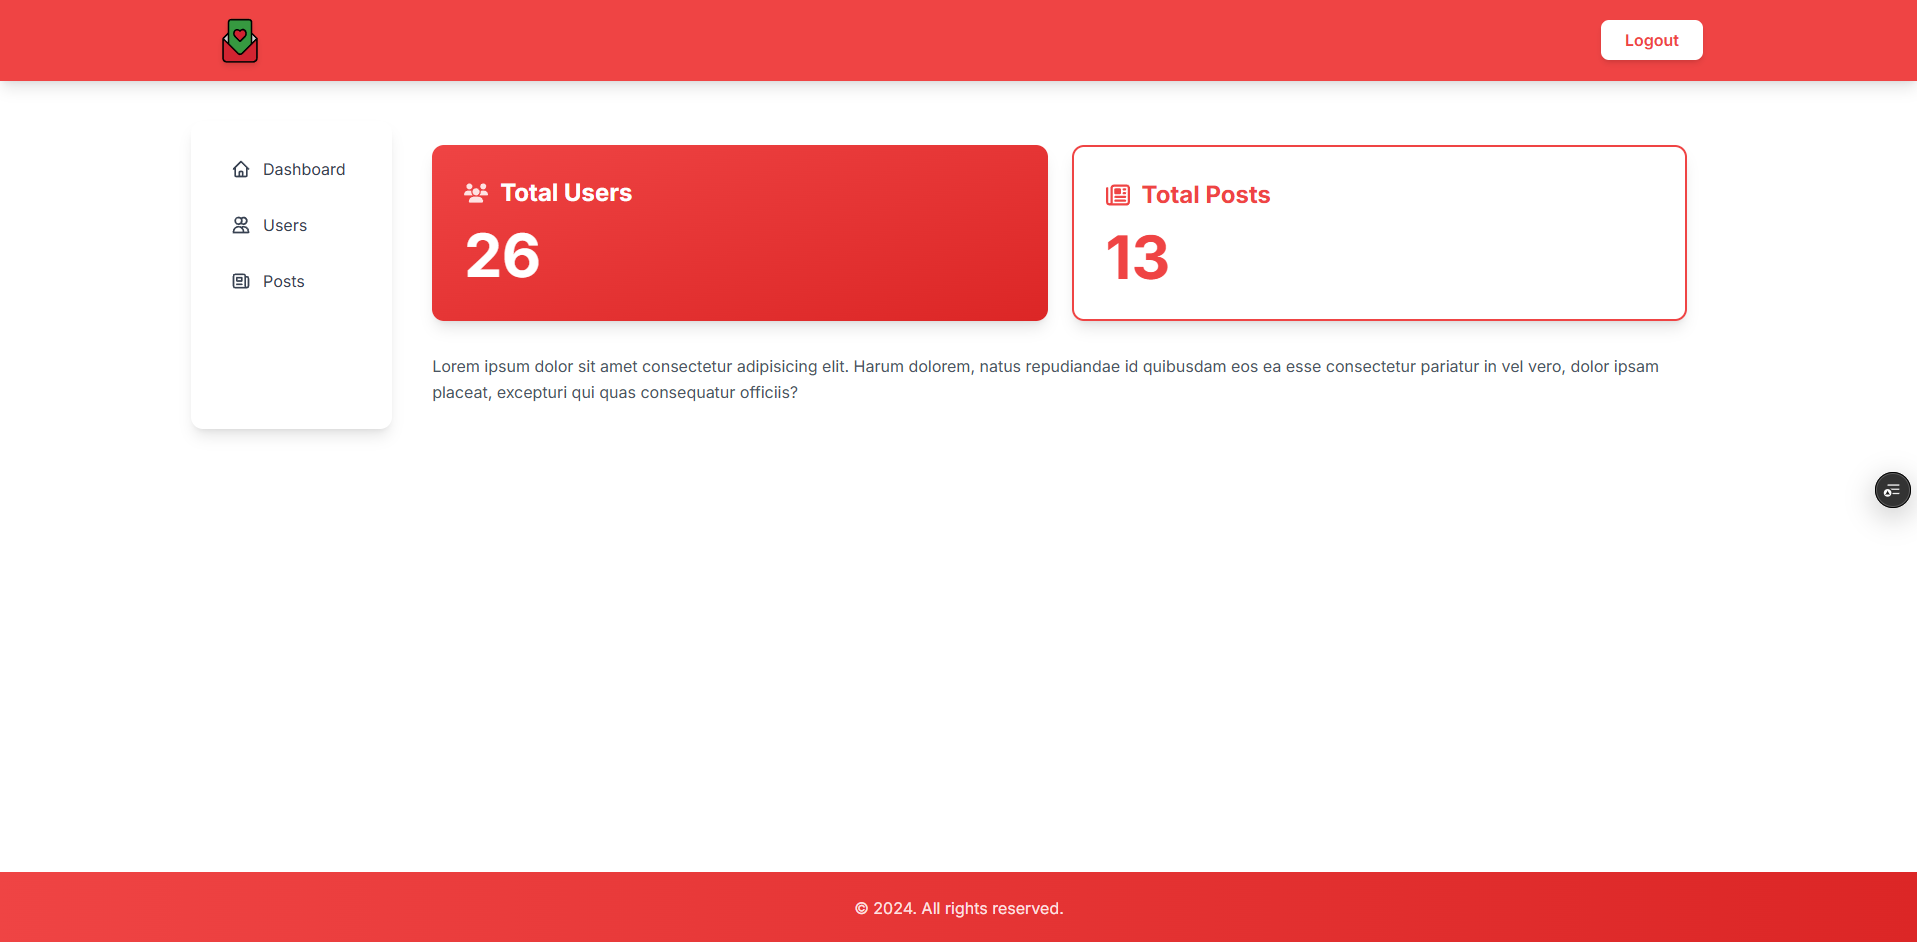 Logout
Dashboard
Users
Posts
Total Users
26
Total Posts
13
Lorem ipsum dolor sit amet consectetur adipisicing elit. Harum dolorem, natus repudiandae id quibusdam eos ea esse consectetur pariatur in vel vero, dolor ipsam
placeat, excepturi qui quas consequatur officiis?
© 2024. All rights reserved.